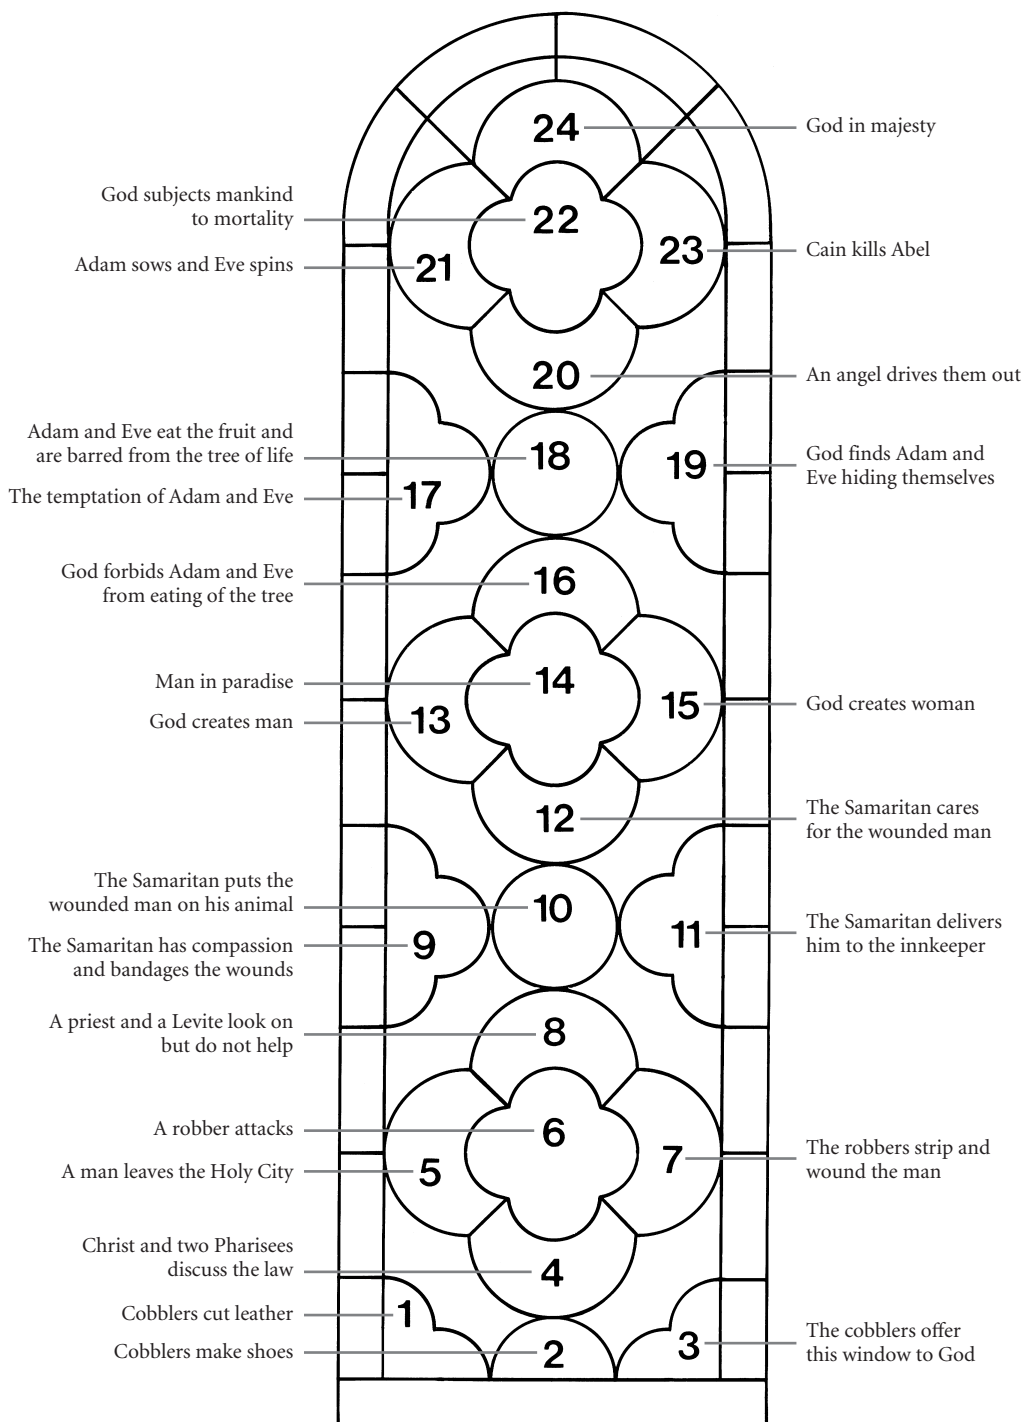 24
God in majesty
God subjects mankind
to mortality
22
Adam sows and Eve spins
21
23
Cain kills Abel
20
An angel drives them out
Adam and Eve eat the fruit and
are barred from the tree of life
18
The temptation of Adam and Eve
17
19
God finds Adam and
Eve hiding themselves
God forbids Adam and Eve
from eating of the tree
16
Man in paradise
14
God creates man
13
15
God creates woman
12
The Samaritan cares
for the wounded man
The Samaritan puts the
wounded man on his animal
10
The Samaritan has compassion
and bandages the wounds
9
11
The Samaritan delivers
him to the innkeeper
A priest and a Levite look on
but do not help
8
A robber attacks
6
A man leaves the Holy City
5
7
The robbers strip and
wound the man
Christ and two Pharisees
discuss the law
4
Cobblers cut leather
1
Cobblers make shoes
2
3
The cobblers offer
this window to God